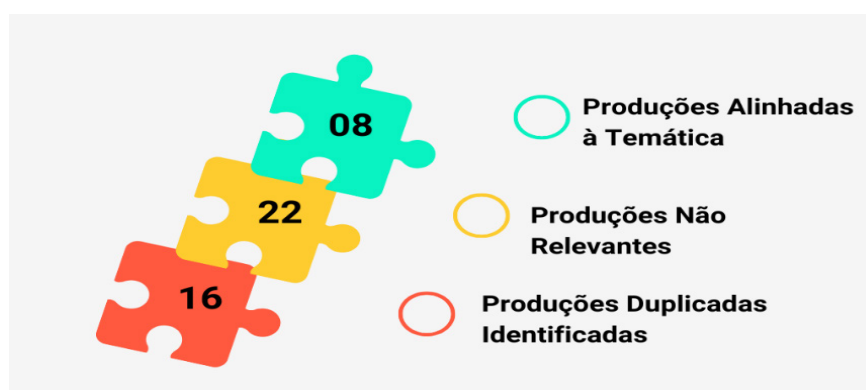 08
Produções Alinhadas
à Temática
22
Produções Não
Relevantes
16
Produções Duplicadas
Identificadas